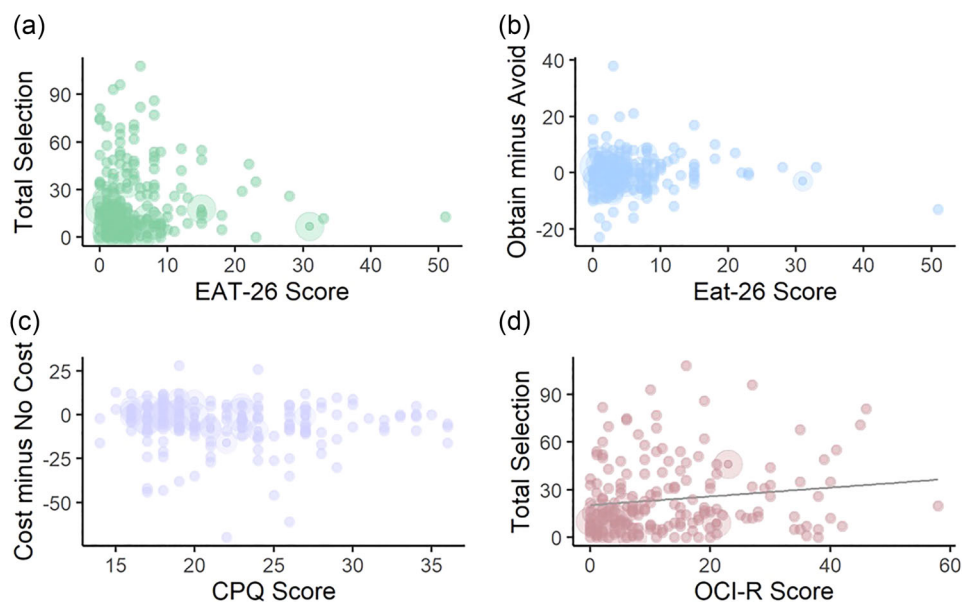 (a)
Total Selection
90
60
30
0
0 10 20 30 40 50
EAT-26 Score
(b)
Obtain minus Avoid
40
20
0
-20
0 10 20 30 40 50
Eat-26 Score
(c)
Cost minus No Cost
25
0
-25
-50
15 20 25 30 35
CPQ Score
(d)
Total Selection
90
60
30
0
0 20 40 60
OCI-R Score